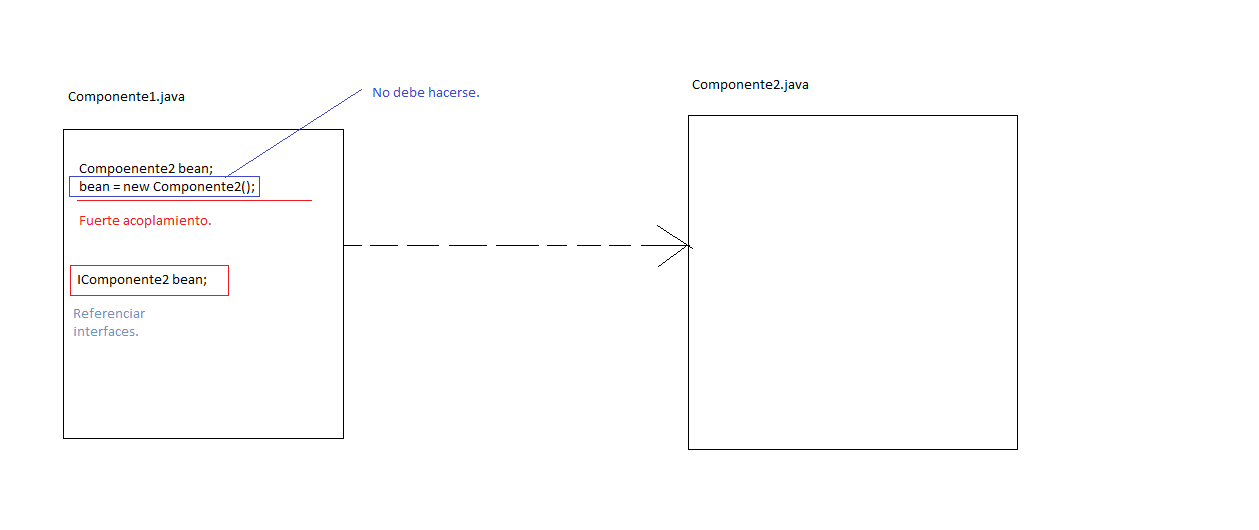 Componente1.java
No debe hacerse.
Componente2.java
Compoenente2 bean;
bean = new Componente2();
Fuerte acoplamiento.
IComponente2 bean;
Referenciar
interfaces.